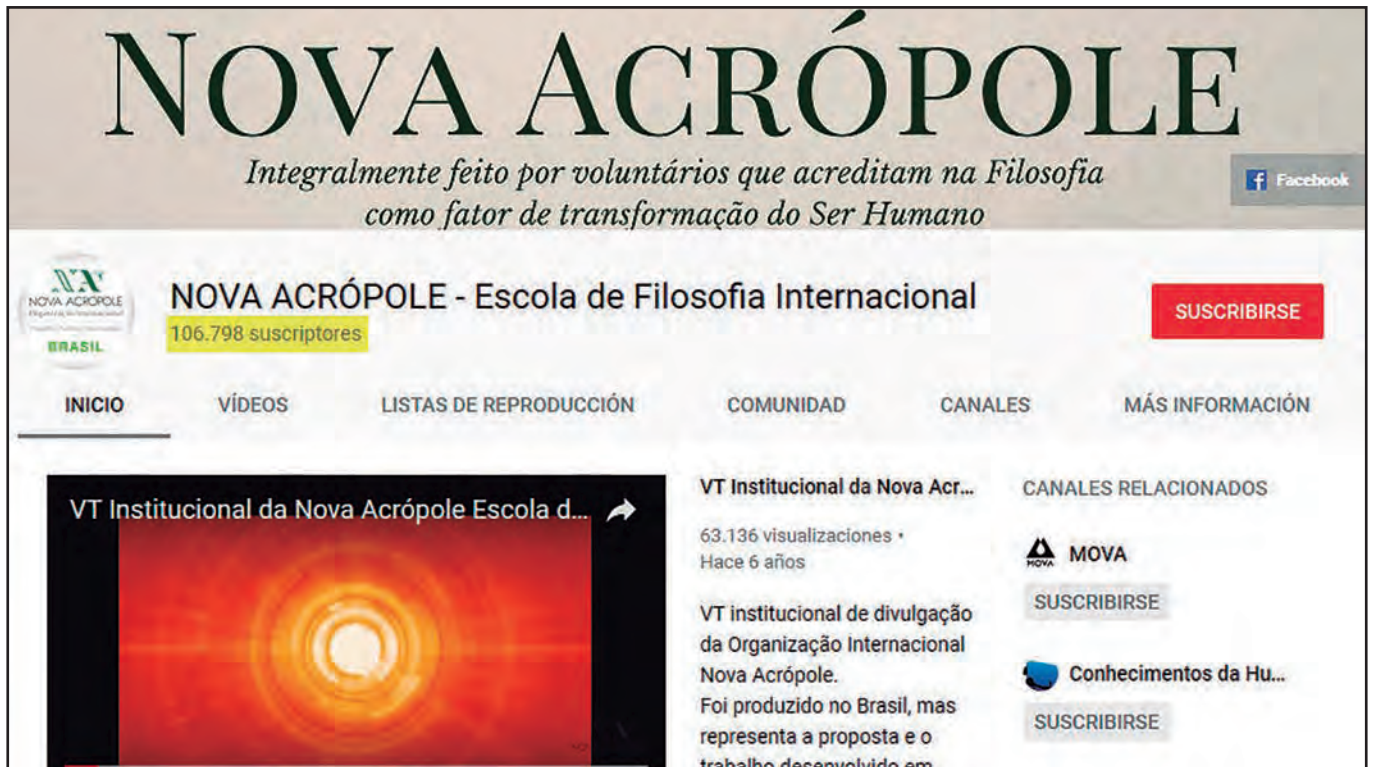 NOVA ACRÓPOLE
Integralmente feito por voluntários que acreditam na Filosofia
como fator de transformação do Ser Humano
Facebook
NOVA ACRÓPOLE
BRASIL
NOVA ACRÓPOLE - Escola de Filosofia Internacional
106.798 suscriptores
SUSCRIBIRSE
INICIO
VÍDEOS
LISTAS DE REPRODUCCIÓN
COMUNIDAD
CANALES
MÁS INFORMACIÓN
VT Institucional da Nova Acrópole Escola d...
VT Institucional da Nova Acr...
63.136 visualizaciones •
Hace 6 años
VT institucional de divulgação
da Organização Internacional
Nova Acrópole.
Foi produzido no Brasil, mas
representa a proposta e o
trabalho desenvolvido em
CANALES RELACIONADOS
MOVA
MOVA
SUSCRIBIRSE
Conhecimentos da Hu...
SUSCRIBIRSE